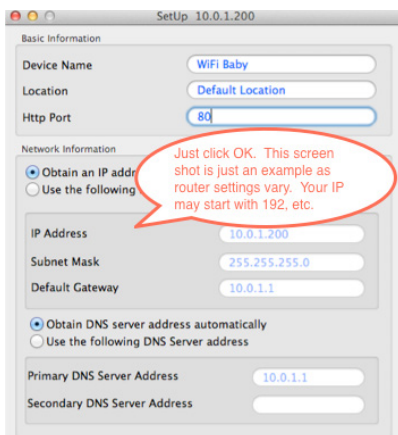 SetUp 10.0.1.200
Basic Information
Device Name WiFi Baby
Location Default Location
Http Port 80
Network Information
Obtain an IP addr
Use the following
Just click OK. This screen
shot is just an example as
router settings vary. Your IP
may start with 192, etc.
IP Address 10.0.1.200
Subnet Mask 255.255.255.0
Default Gateway 10.0.1.1
Obtain DNS server address automatically
Use the following DNS Server address
Primary DNS Server Address 10.0.1.1
Secondary DNS Server Address